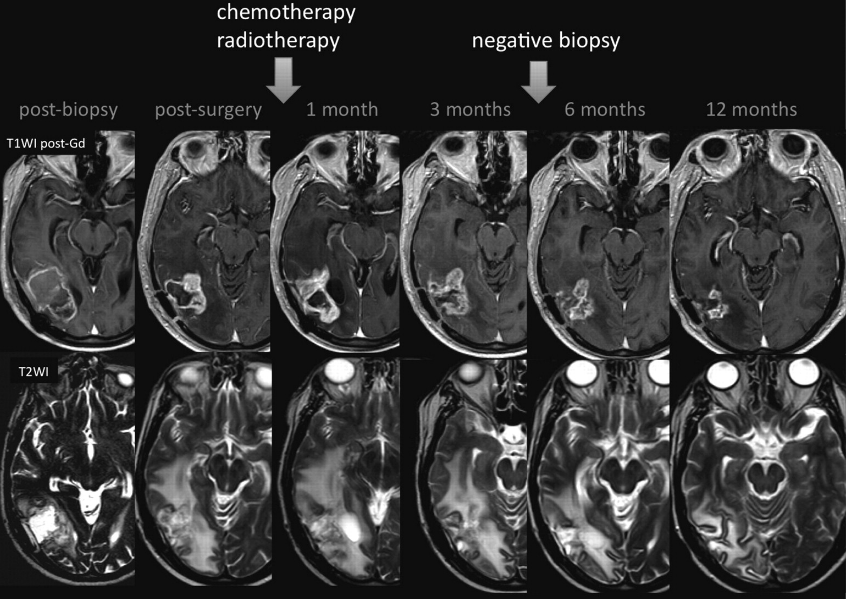 chemotherapy
radiotherapy
negative biopsy
post-biopsy
post-surgery
1 month
3 months
6 months
12 months
T1WI post-Gd
T2WI